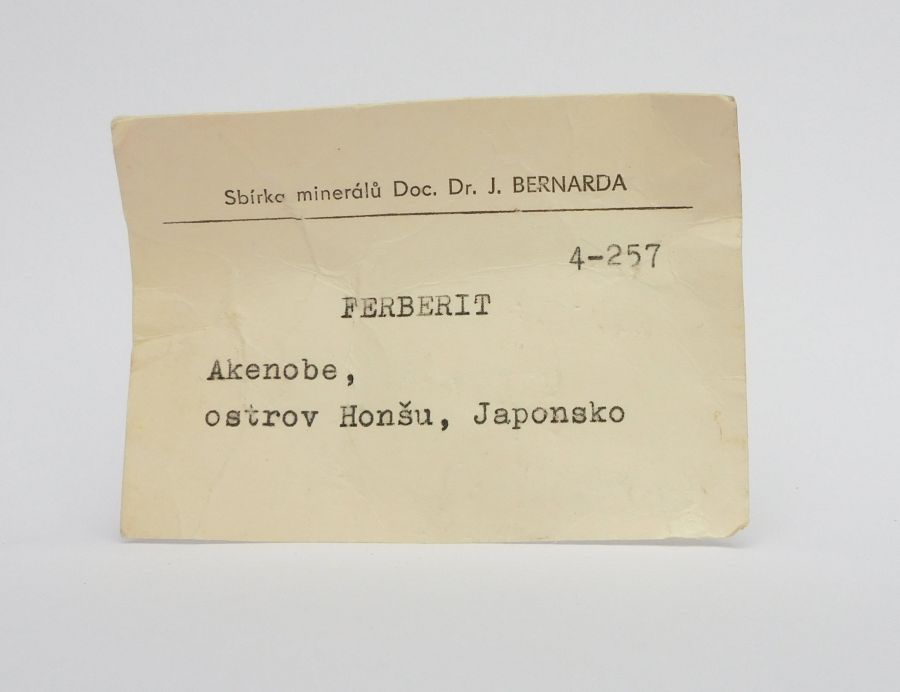 Sbírka minerálů Doc. Dr. J. BERNARDA
4-257
FERBERIT
Akenobe,
ostrov Honšu, Japonsko